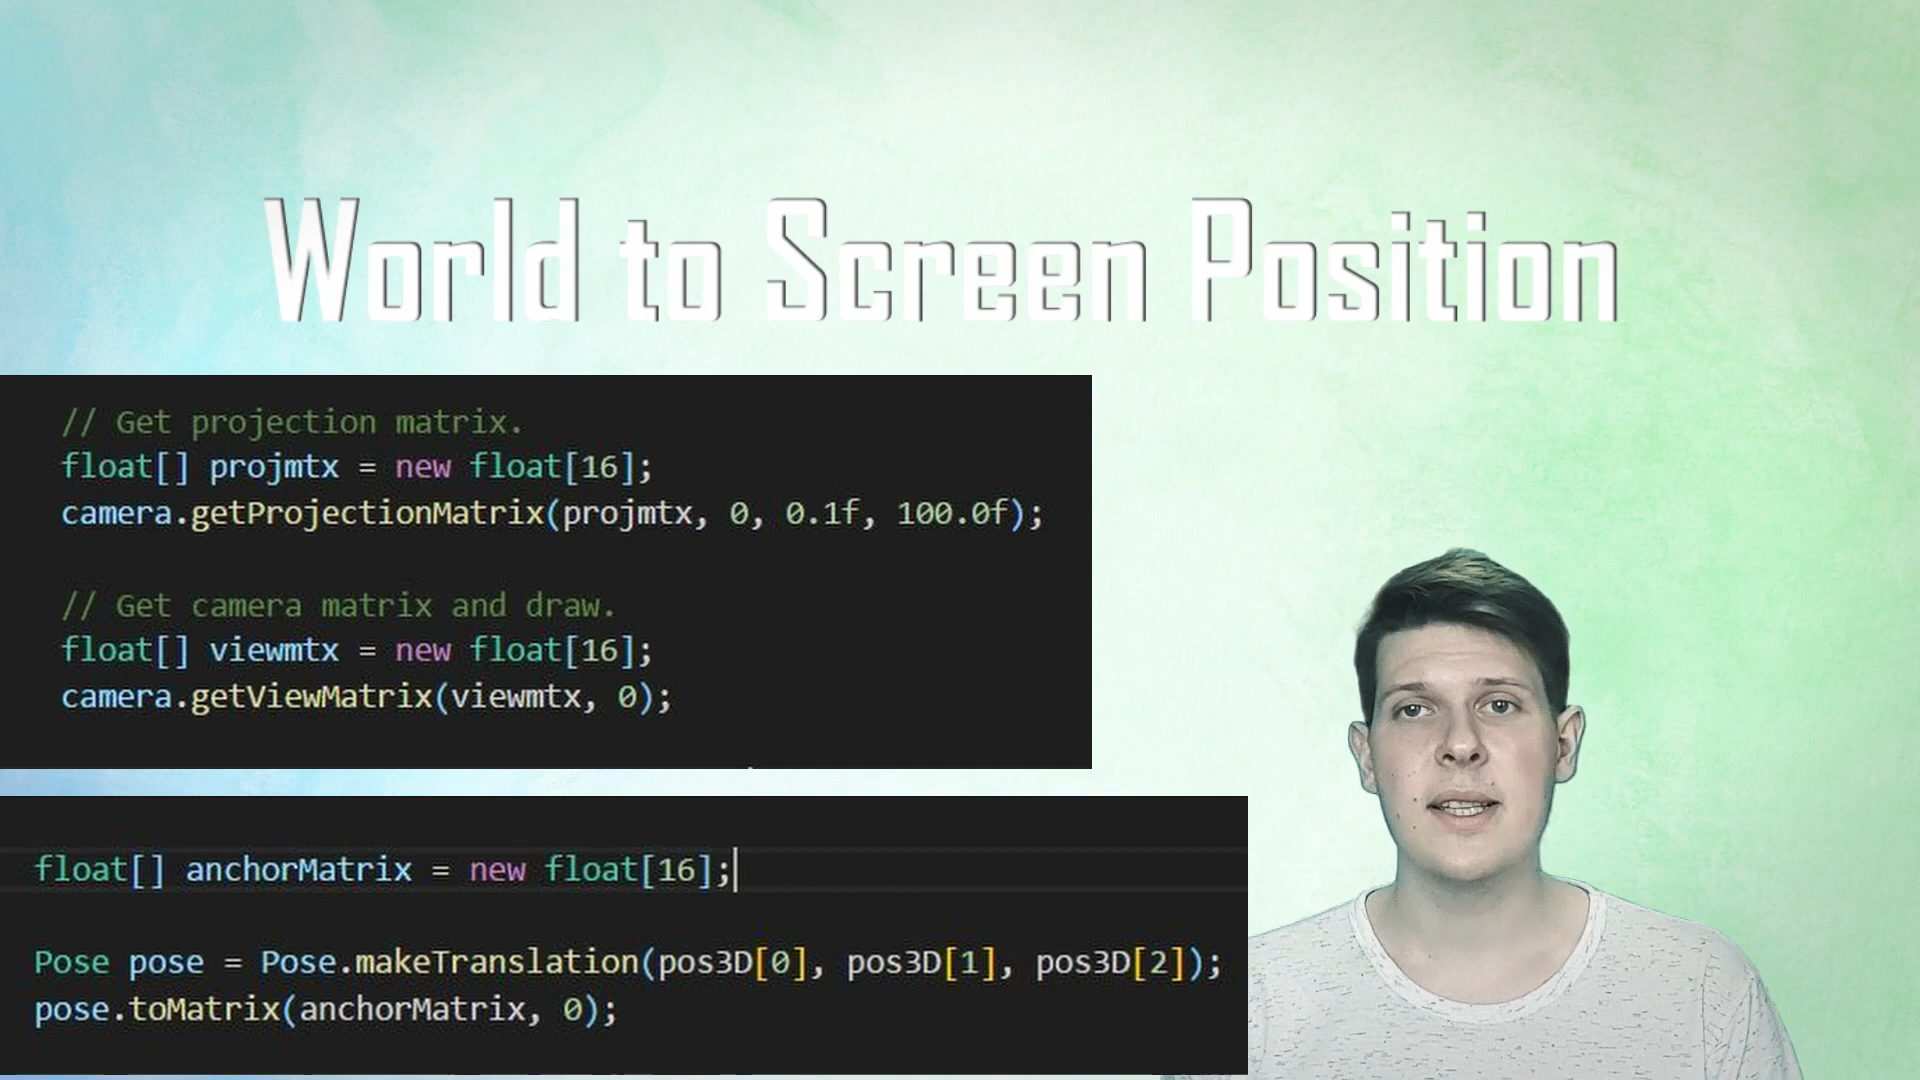 World to Screen Position
// Get projection matrix.
float[] projmtx = new float[16];
camera.getProjectionMatrix(projmtx, 0, 0.1f, 100.0f);
// Get camera matrix and draw.
float[] viewmtx = new float[16];
camera.getViewMatrix(viewmtx, 0);
float[] anchorMatrix = new float[16];
Pose pose = Pose.makeTranslation(pos3D[0], pos3D[1], pos3D[2]);
pose.toMatrix(anchorMatrix, 0);